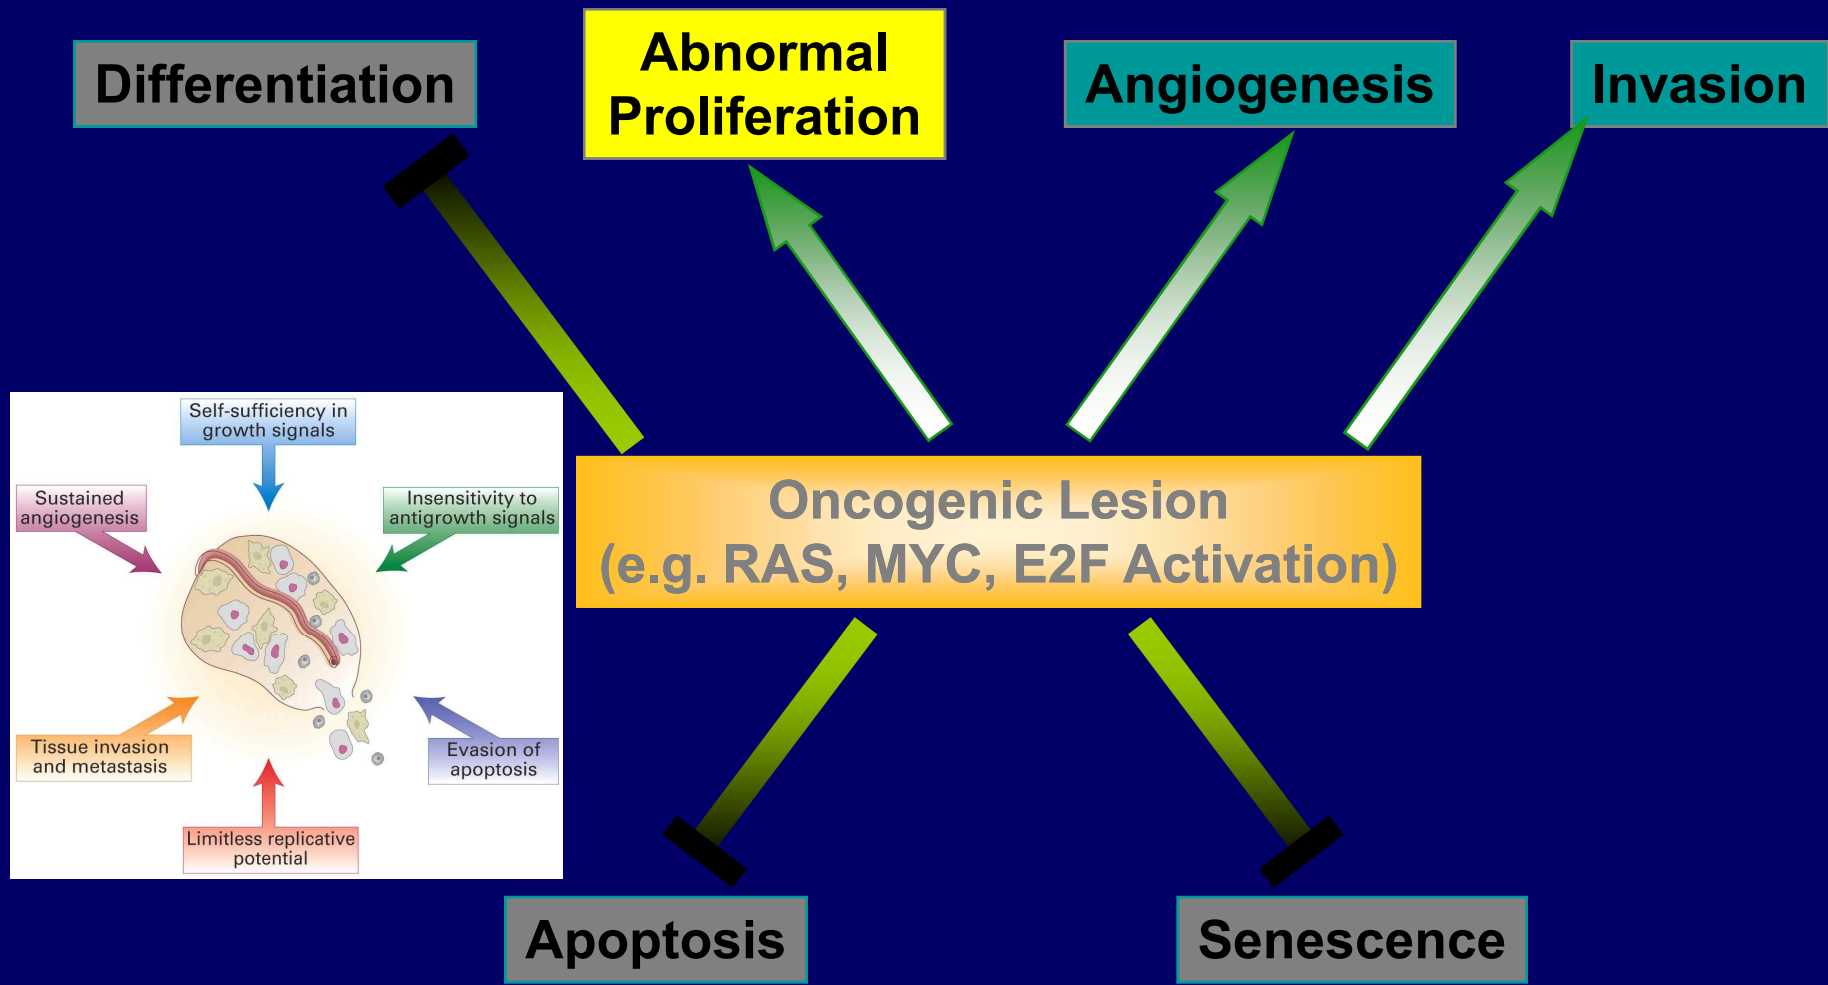 Differentiation
Abnormal
Proliferation
Angiogenesis
Invasion
Oncogenic Lesion
(e.g. RAS, MYC, E2F Activation)
Self-sufficiency in
growth signals
Sustained
angiogenesis
Insensitivity to
antigrowth signals
Tissue invasion
and metastasis
Evasion of
apoptosis
Limitless replicative
potential
Apoptosis
Senescence